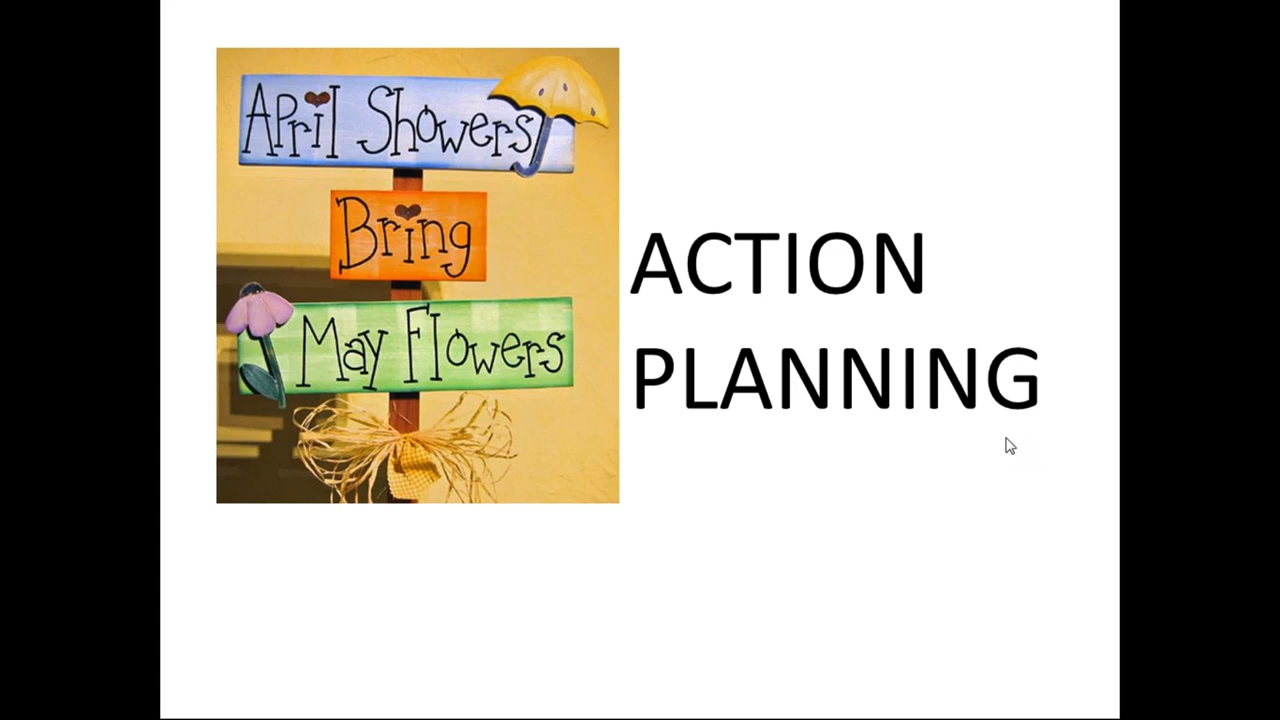 April Showers
Bring
May Flowers
ACTION
PLANNING